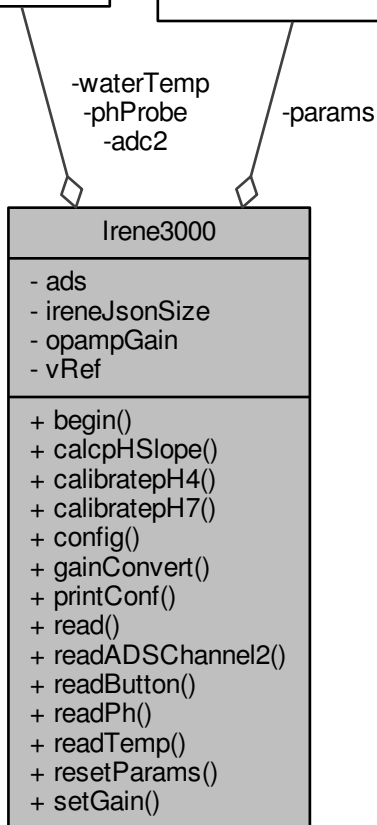 -waterTemp
-phProbe
-adc2
-params
Irene3000
- ads
- ireneJsonSize
- opampGain
- vRef
+ begin()
+ calcpHSlope()
+ calibratepH4()
+ calibratepH7()
+ config()
+ gainConvert()
+ printConf()
+ read()
+ readADSChannel2()
+ readButton()
+ readPh()
+ readTemp()
+ resetParams()
+ setGain()